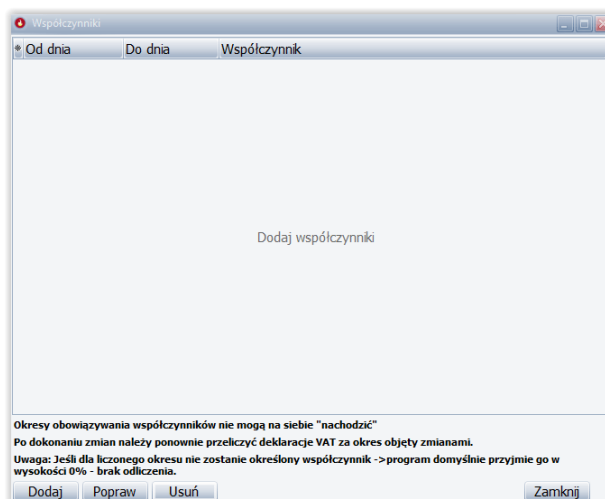 Współczynniki
* Od dnia Do dnia Współczynnik
Dodaj współczynniki
Okresy obowiązywania współczynników nie mogą na siebie "nachodzić"
Po dokonaniu zmian należy ponownie przeliczyć deklaracje VAT za okres objęty zmianami.
Uwaga: Jeśli dla liczonego okresu nie zostanie określony współczynnik ->program domyślnie przyjmie go w
wysokości 0% - brak odliczenia.
Dodaj Popraw Usuń Zamknij